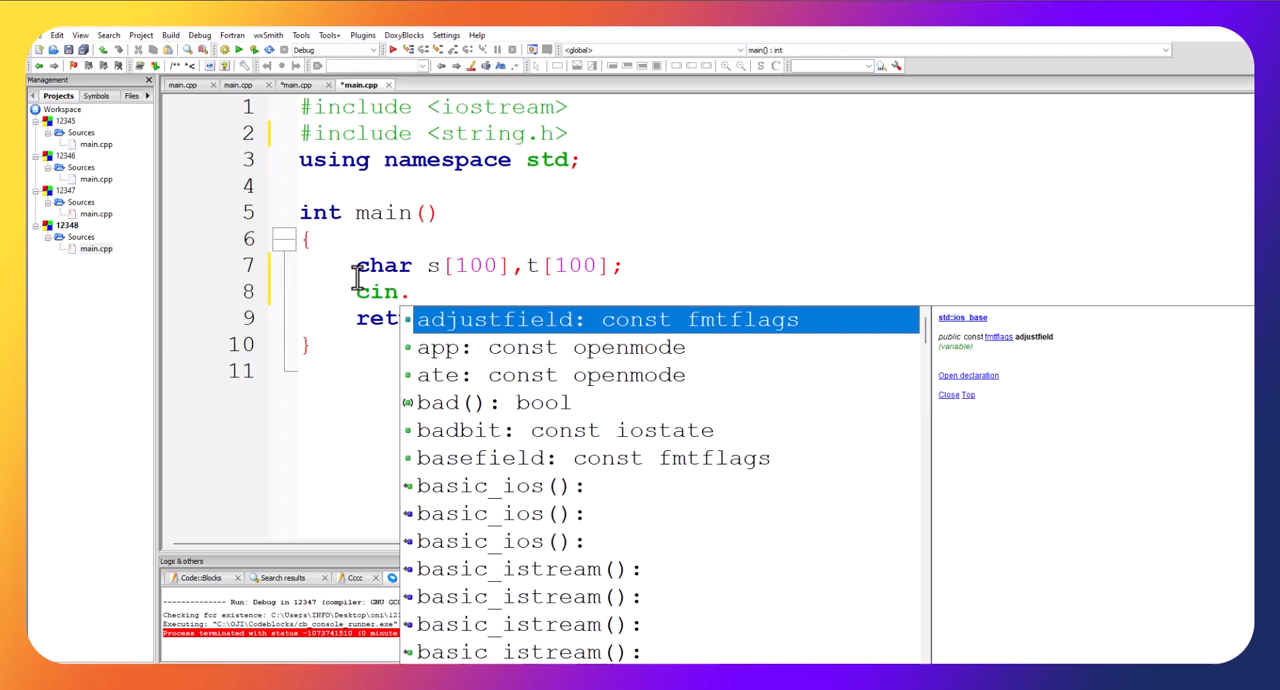 Edit View Search Project Build Debug Fortran wxSmith Tools Tools+ Plugins DoxyBlocks Settings Help
Debug <global> main() : int
/** *< S C
Management
Projects Symbols Files
Workspace
12345
Sources
main.cpp
12346
Sources
main.cpp
12347
Sources
main.cpp
12348
Sources
main.cpp
main.cpp main.cpp *main.cpp *main.cpp
1 #include <iostream>
2 #include <string.h>
3 using namespace std;
4
5 int main()
6 {
7 char s[100],t[100];
8 cin.
9 ret
10 }
11
adjustfield: const fmtflags
app: const openmode
ate: const openmode
bad(): bool
badbit: const iostate
basefield: const fmtflags
basic_ios():
basic_ios():
basic_ios():
basic_istream():
basic_istream():
basic_istream():
basic_istream():
std::ios_base
public const fmtflags adjustfield
(variable)
Open declaration
Close Top
Logs & others
Code::Blocks Search results Cccc
-------------- Run: Debug in 12347 (compiler: GNU GCC
Checking for existence: C:\Users\INFO\Desktop\oni\12
Executing: "C:\OJI\Codeblocks/cb_console_runner.exe"
Process terminated with status -1073741510 (0 minute